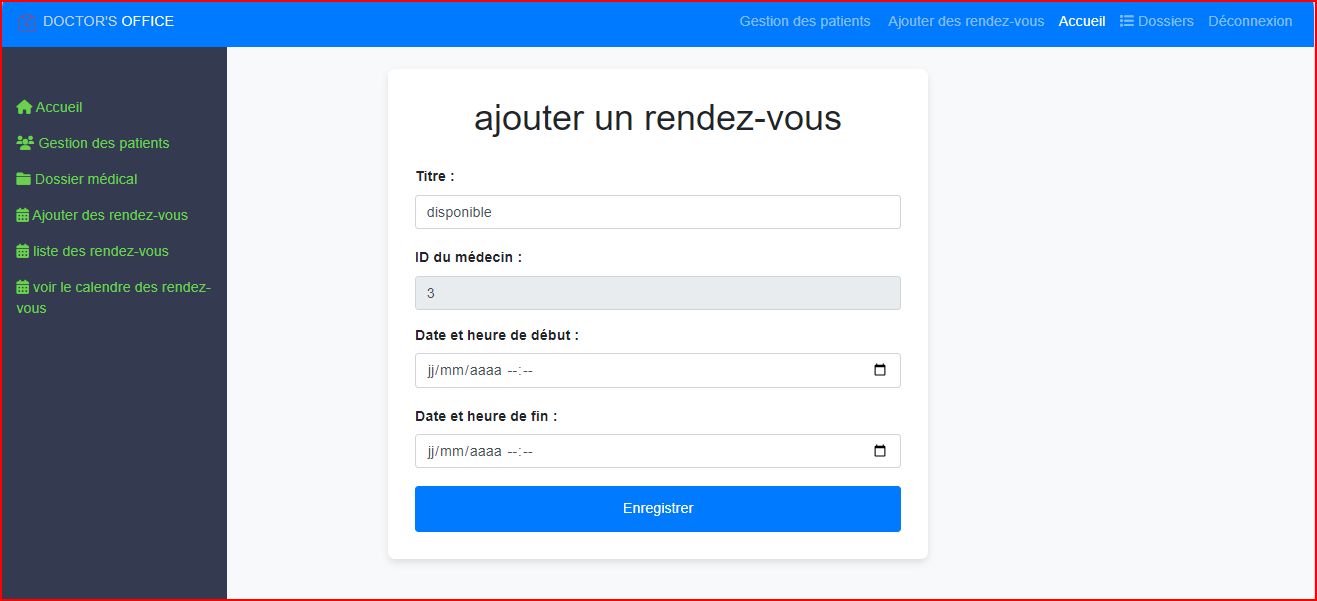 DOCTOR'S OFFICE
Gestion des patients Ajouter des rendez-vous Accueil Dossiers Déconnexion
Accueil
Gestion des patients
Dossier médical
Ajouter des rendez-vous
liste des rendez-vous
voir le calendre des rendez-
vous
ajouter un rendez-vous
Titre :
disponible
ID du médecin :
3
Date et heure de début :
jj/mm/aaaa --:--
Date et heure de fin :
jj/mm/aaaa --:--
Enregistrer